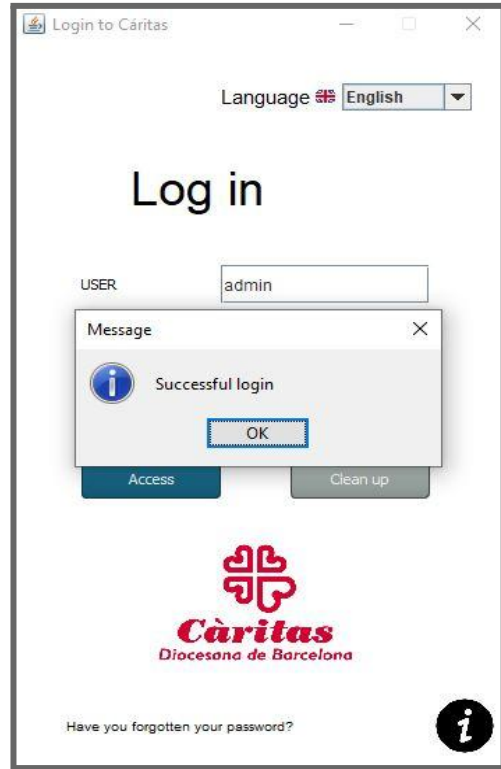 Login to Cáritas
Language English
Log in
USER admin
Message
Successful login
OK
Access Clean up
Càritas
Diocesana de Barcelona
Have you forgotten your password?
i